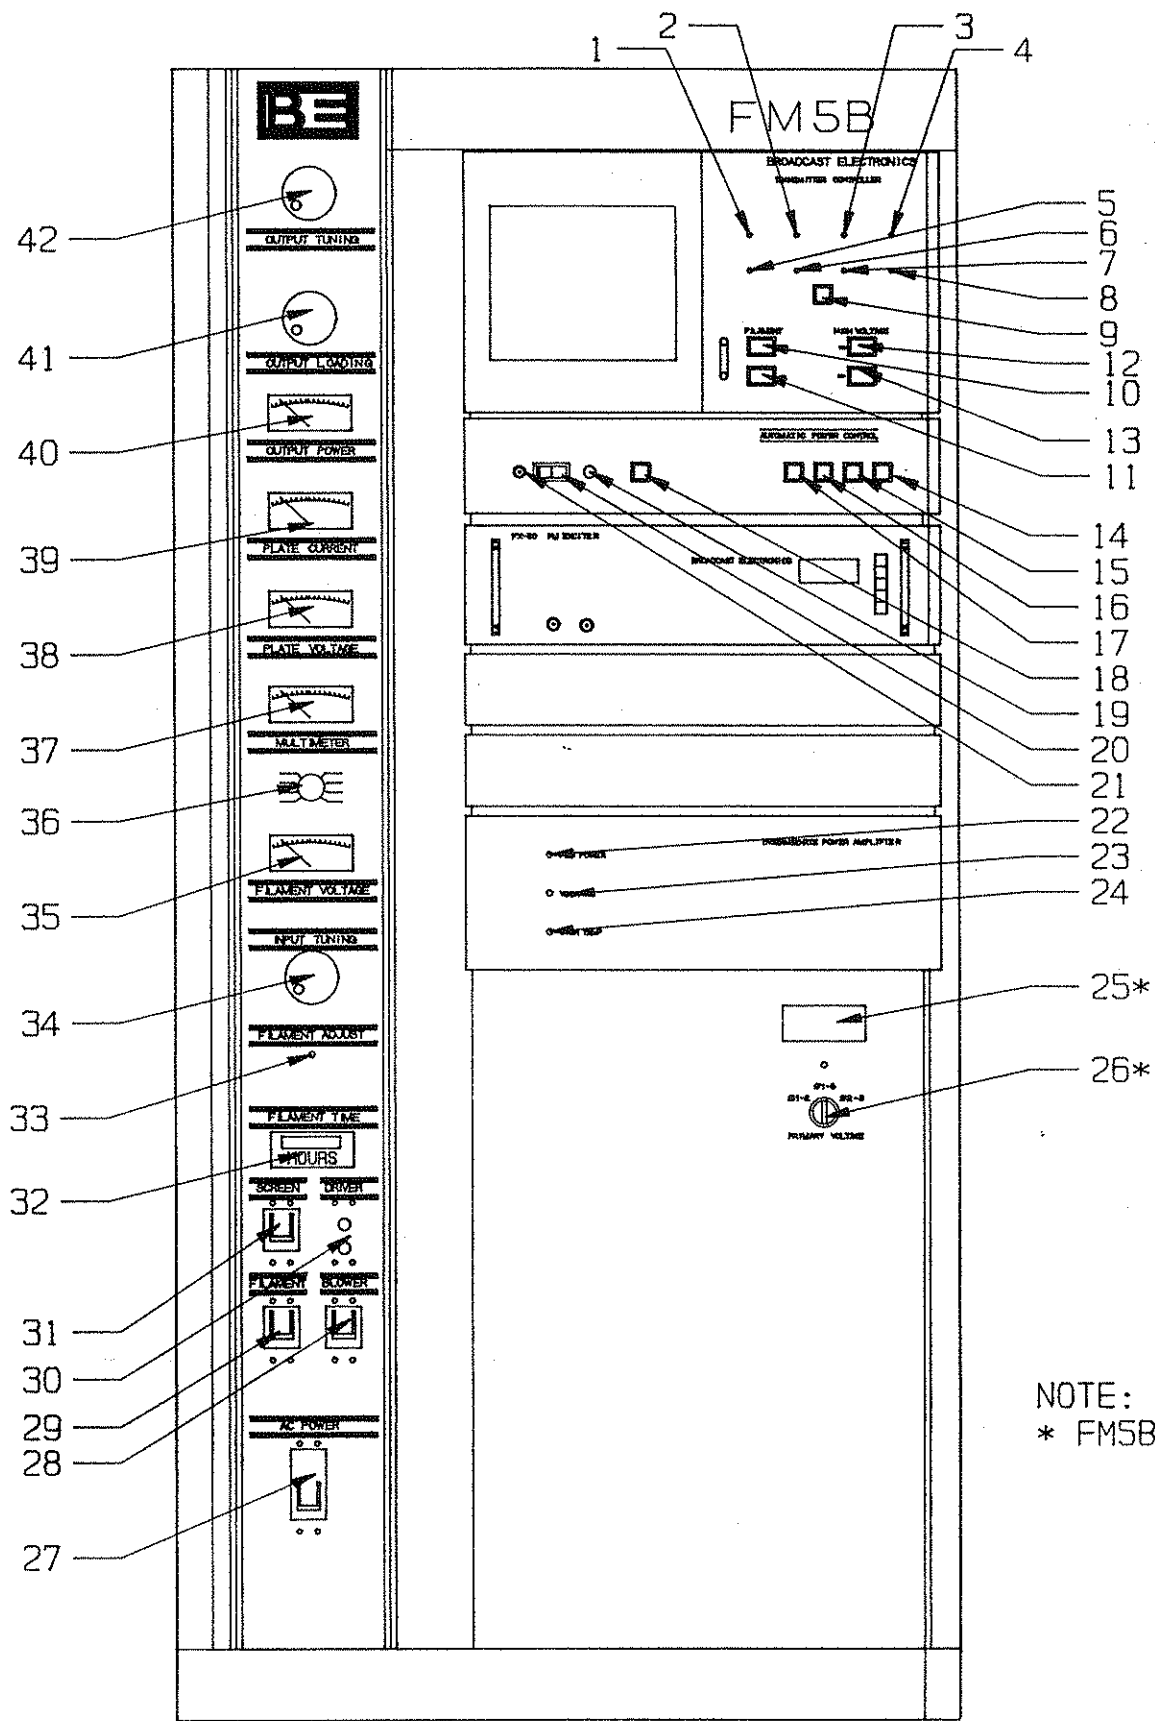 1
2
3
4
BE
FM5B
BROADCAST ELECTRONICS
TRANSMITTER CONTROLLER
5
6
7
8
9
12
10
13
11
FILAMENT
HIGH VOLTAGE
42
OUTPUT TUNING
41
OUTPUT LOADING
40
OUTPUT POWER
39
PLATE CURRENT
38
PLATE VOLTAGE
37
MULTIMETER
36
35
FILAMENT VOLTAGE
INPUT TUNING
34
FILAMENT ADJUST
33
FILAMENT TIME
HOURS
32
SCREEN
DRIVER
31
30
FILAMENT
BLOWER
29
28
AC POWER
27
AUTOMATIC POWER CONTROL
14
15
16
17
18
19
20
21
FX-50 FM EXCITER
BROADCAST ELECTRONICS
22
23
24
POWER
POWER AMPLIFIER
25*
26*
PRIMARY VOLTAGE
NOTE:
* FM5B